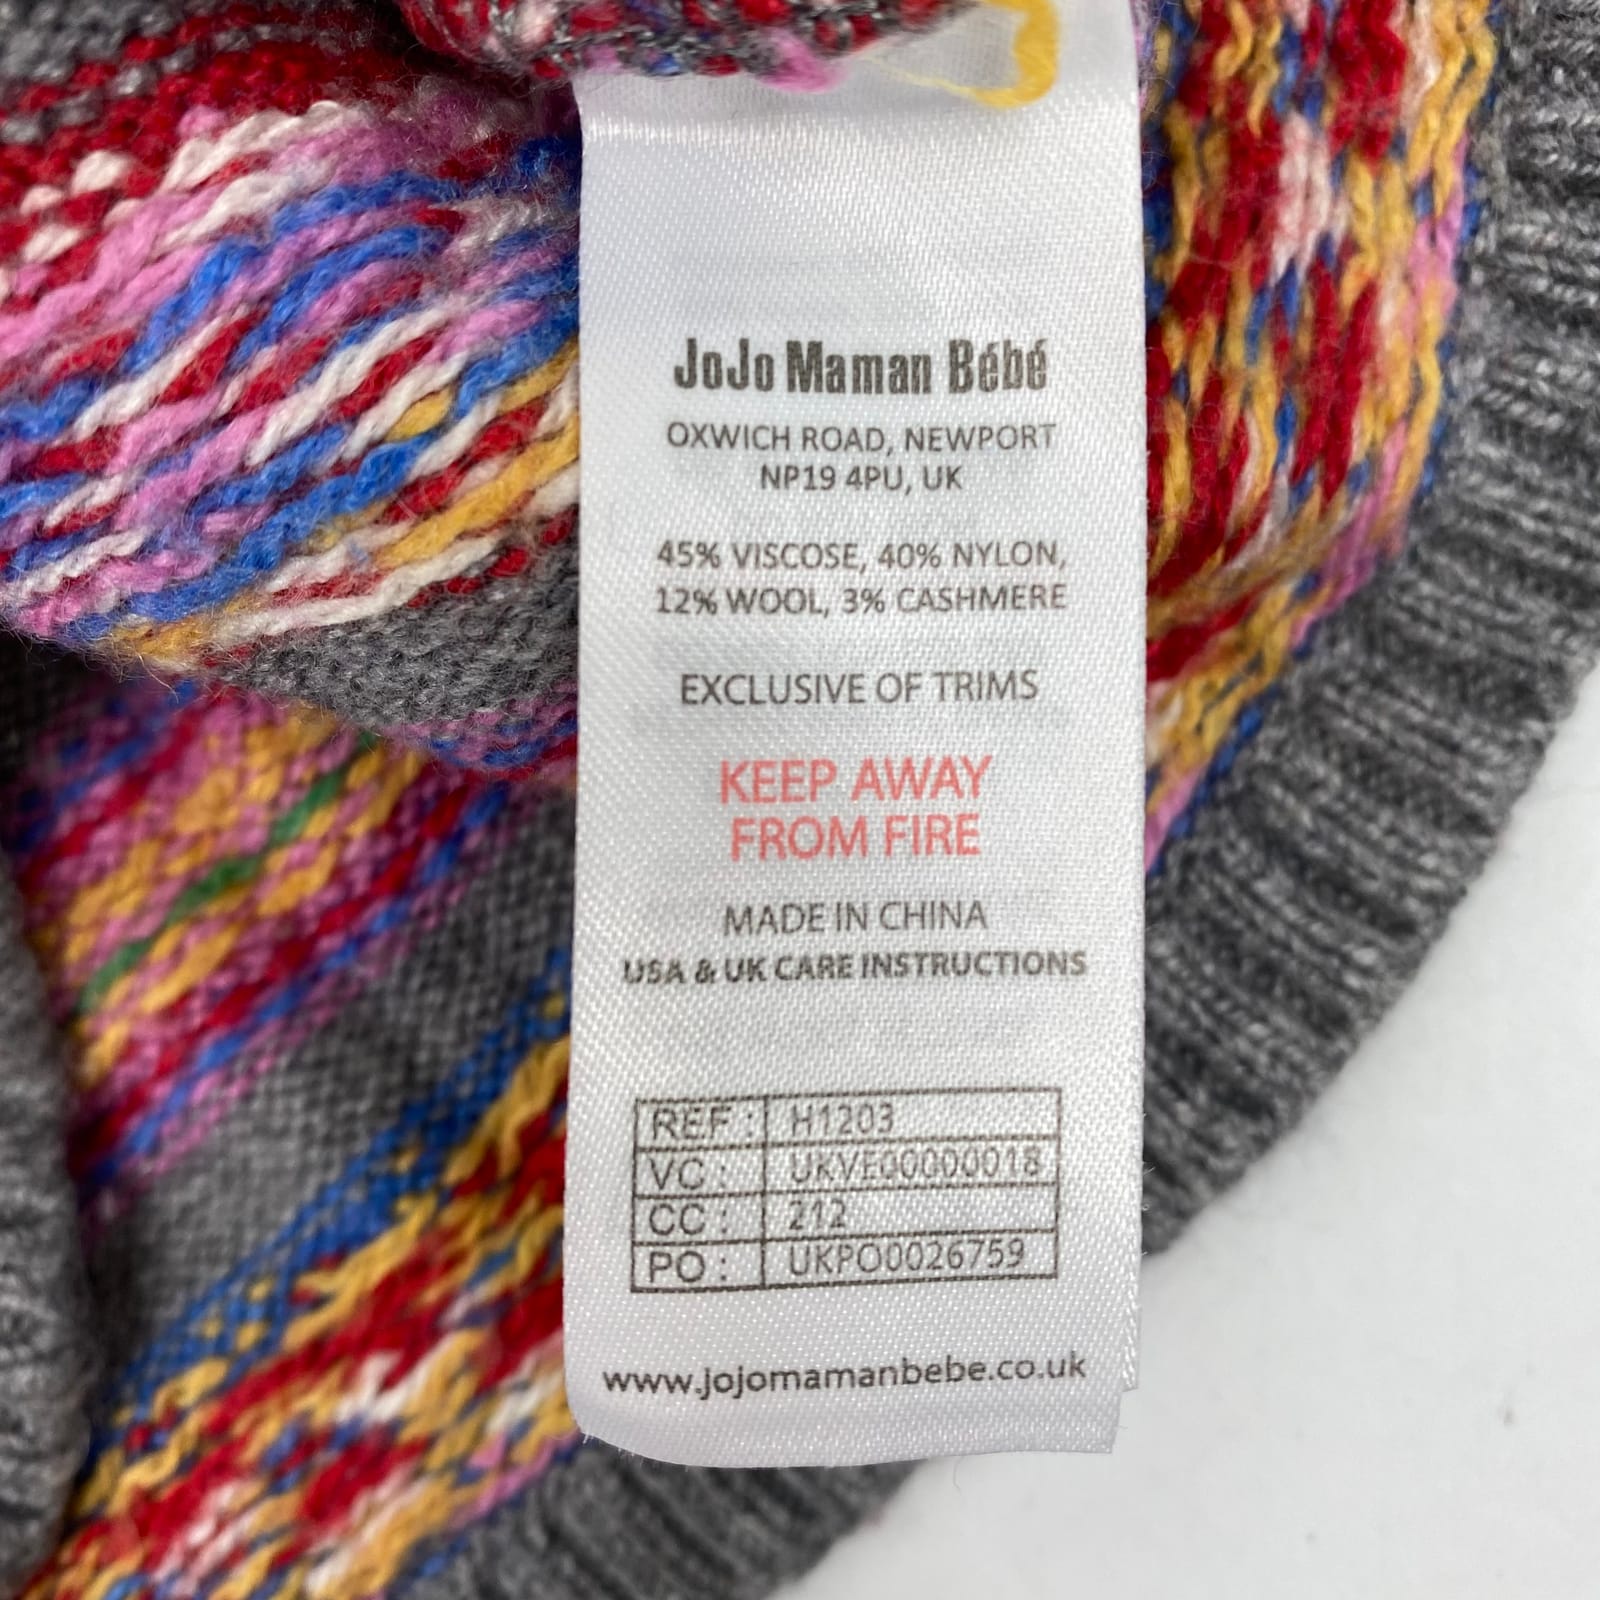 JoJo Maman Bébé
OXWICH ROAD, NEWPORT
NP19 4PU, UK
45% VISCOSE, 40% NYLON,
12% WOOL, 3% CASHMERE
EXCLUSIVE OF TRIMS
KEEP AWAY
FROM FIRE
MADE IN CHINA
USA & UK CARE INSTRUCTIONS
REF : H1203
VC : UKVE00000018
CC : 212
PO : UKPO0026759
www.jojomamanbebe.co.uk